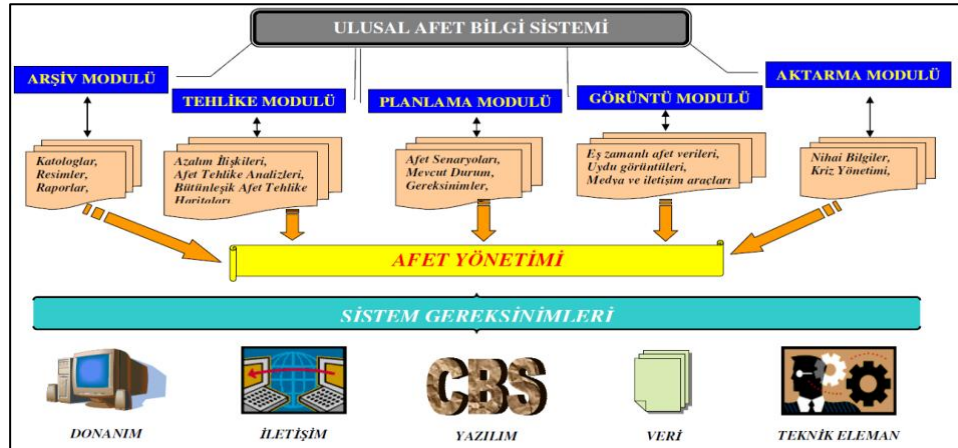 ULUSAL AFET BİLGİ SİSTEMİ
ARŞİV MODULÜ
TEHLİKE MODULÜ
PLANLAMA MODULÜ
GÖRÜNTÜ MODULÜ
AKTARMA MODULÜ
Katologlar,
Resimler,
Raporlar,
Azalım İlişkileri,
Afet Tehlike Analizleri,
Bütünleşik Afet Tehlike
Haritaları
Afet Senaryoları,
Mevcut Durum,
Gereksinimler,
Eş zamanlı afet verileri,
Uydu görüntüleri,
Medya ve iletişim araçları
Nihai Bilgiler,
Kriz Yönetimi,
AFET YÖNETİMİ
SİSTEM GEREKSİNİMLERİ
CBS
DONANIM
İLETİŞİM
YAZILIM
VERİ
TEKNİK ELEMAN